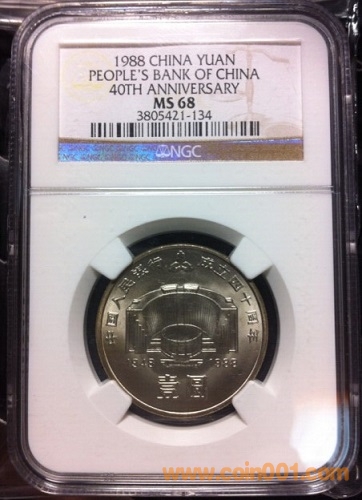 1988 CHINA YUAN
PEOPLE'S BANK OF CHINA
40TH ANNIVERSARY
MS 68
3805421-134
NGC
中国人民银行 成立四十周年
1948 1988
壹圆
www.coin001.com